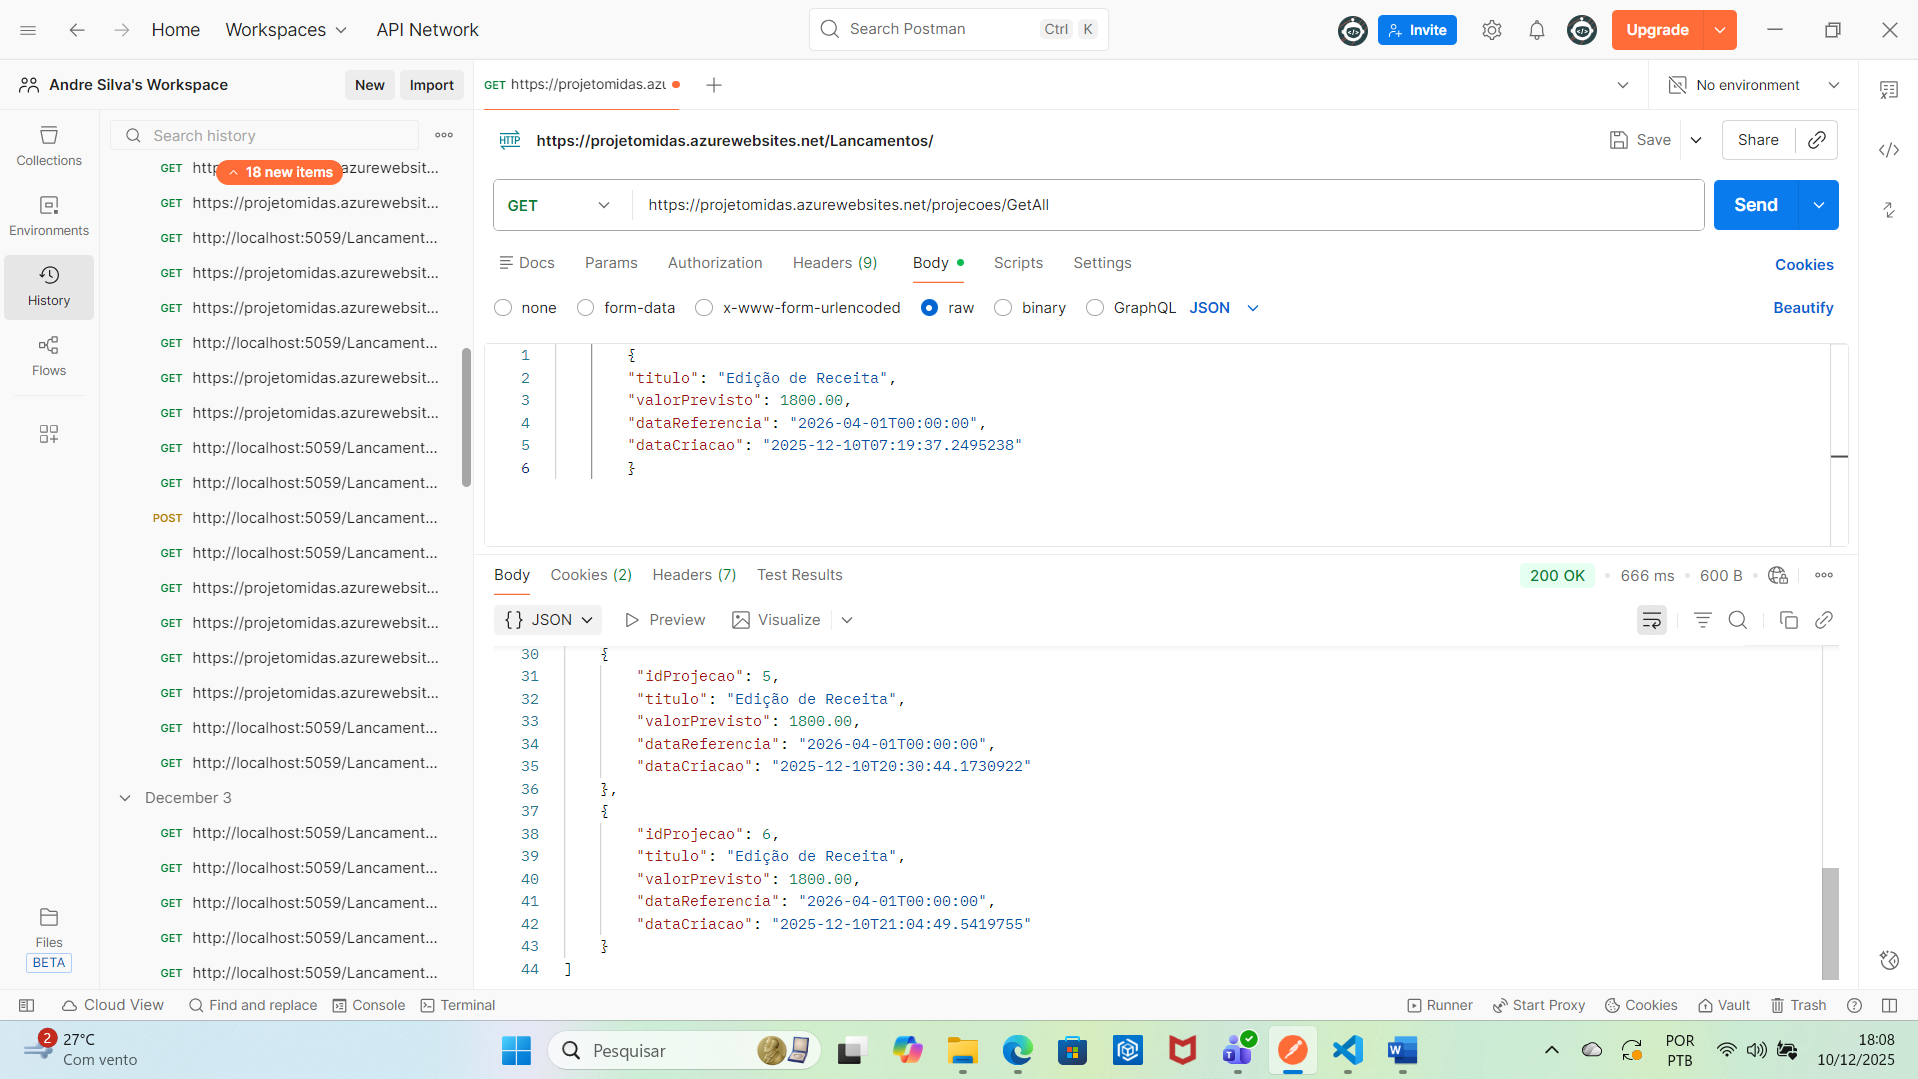 Home
Workspaces
API Network
Search Postman
Ctrl K
Invite
Upgrade
Andre Silva's Workspace
New
Import
GET https://projetomidas.azu
No environment
Collections
Environments
History
Flows
Files
BETA
Search history
18 new items
GET
GET https://projetomidas.azurewebsit...
GET http://localhost:5059/Lancament...
GET https://projetomidas.azurewebsit...
GET https://projetomidas.azurewebsit...
GET http://localhost:5059/Lancament...
GET https://projetomidas.azurewebsit...
GET https://projetomidas.azurewebsit...
GET http://localhost:5059/Lancament...
GET http://localhost:5059/Lancament...
POST http://localhost:5059/Lancament...
GET http://localhost:5059/Lancament...
GET https://projetomidas.azurewebsit...
GET https://projetomidas.azurewebsit...
GET https://projetomidas.azurewebsit...
GET https://projetomidas.azurewebsit...
GET http://localhost:5059/Lancament...
GET http://localhost:5059/Lancament...
December 3
GET http://localhost:5059/Lancament...
GET http://localhost:5059/Lancament...
GET http://localhost:5059/Lancament...
GET http://localhost:5059/Lancament...
GET http://localhost:5059/Lancament...
HTTP https://projetomidas.azurewebsites.net/Lancamentos/
Save
Share
GET https://projetomidas.azurewebsites.net/projecoes/GetAll
Send
Docs Params Authorization Headers (9) Body Scripts Settings
Cookies
none form-data x-www-form-urlencoded raw binary GraphQL JSON
Beautify
1 {
2 "titulo": "Edição de Receita",
3 "valorPrevisto": 1800.00,
4 "dataReferencia": "2026-04-01T00:00:00",
5 "dataCriacao": "2025-12-10T07:19:37.2495238"
6 }
Body Cookies (2) Headers (7) Test Results
200 OK • 666 ms • 600 B
{} JSON Preview Visualize
30 {
31 "idProjecao": 5,
32 "titulo": "Edição de Receita",
33 "valorPrevisto": 1800.00,
34 "dataReferencia": "2026-04-01T00:00:00",
35 "dataCriacao": "2025-12-10T20:30:44.1730922"
36 },
37 {
38 "idProjecao": 6,
39 "titulo": "Edição de Receita",
40 "valorPrevisto": 1800.00,
41 "dataReferencia": "2026-04-01T00:00:00",
42 "dataCriacao": "2025-12-10T21:04:49.5419755"
43 }
44 ]
Cloud View Find and replace Console Terminal
Runner Start Proxy Cookies Vault Trash
2
27°C
Com vento
Pesquisar
POR
PTB
18:08
10/12/2025